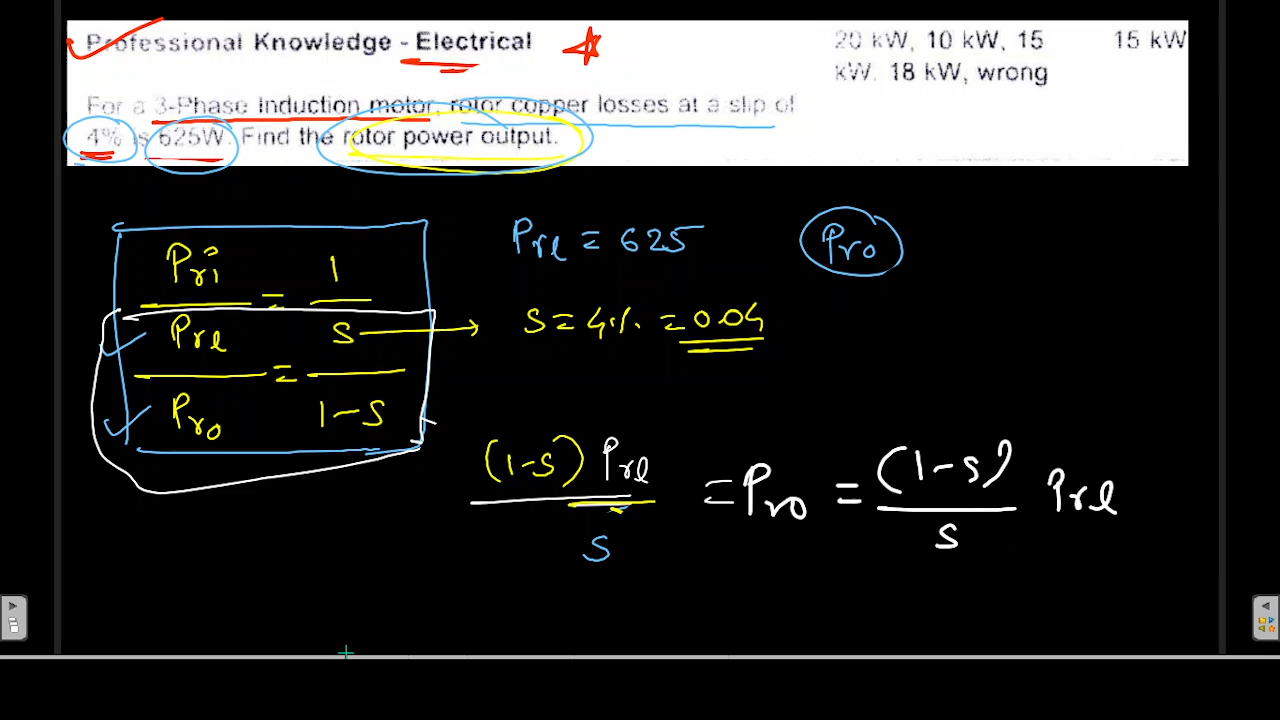 Professional Knowledge - Electrical
20 kW, 10 kW, 15 kW. 18 kW, wrong
15 kW
For a 3-Phase Induction motor, rotor copper losses at a slip of
4% is 625W. Find the rotor power output.
Pri / Prl / Pro = 1 / s / 1-s
Prl = 625
Pro
s = 4% = 0.04
(1-s) Prl / s = Pro = (1-s) / s Prl